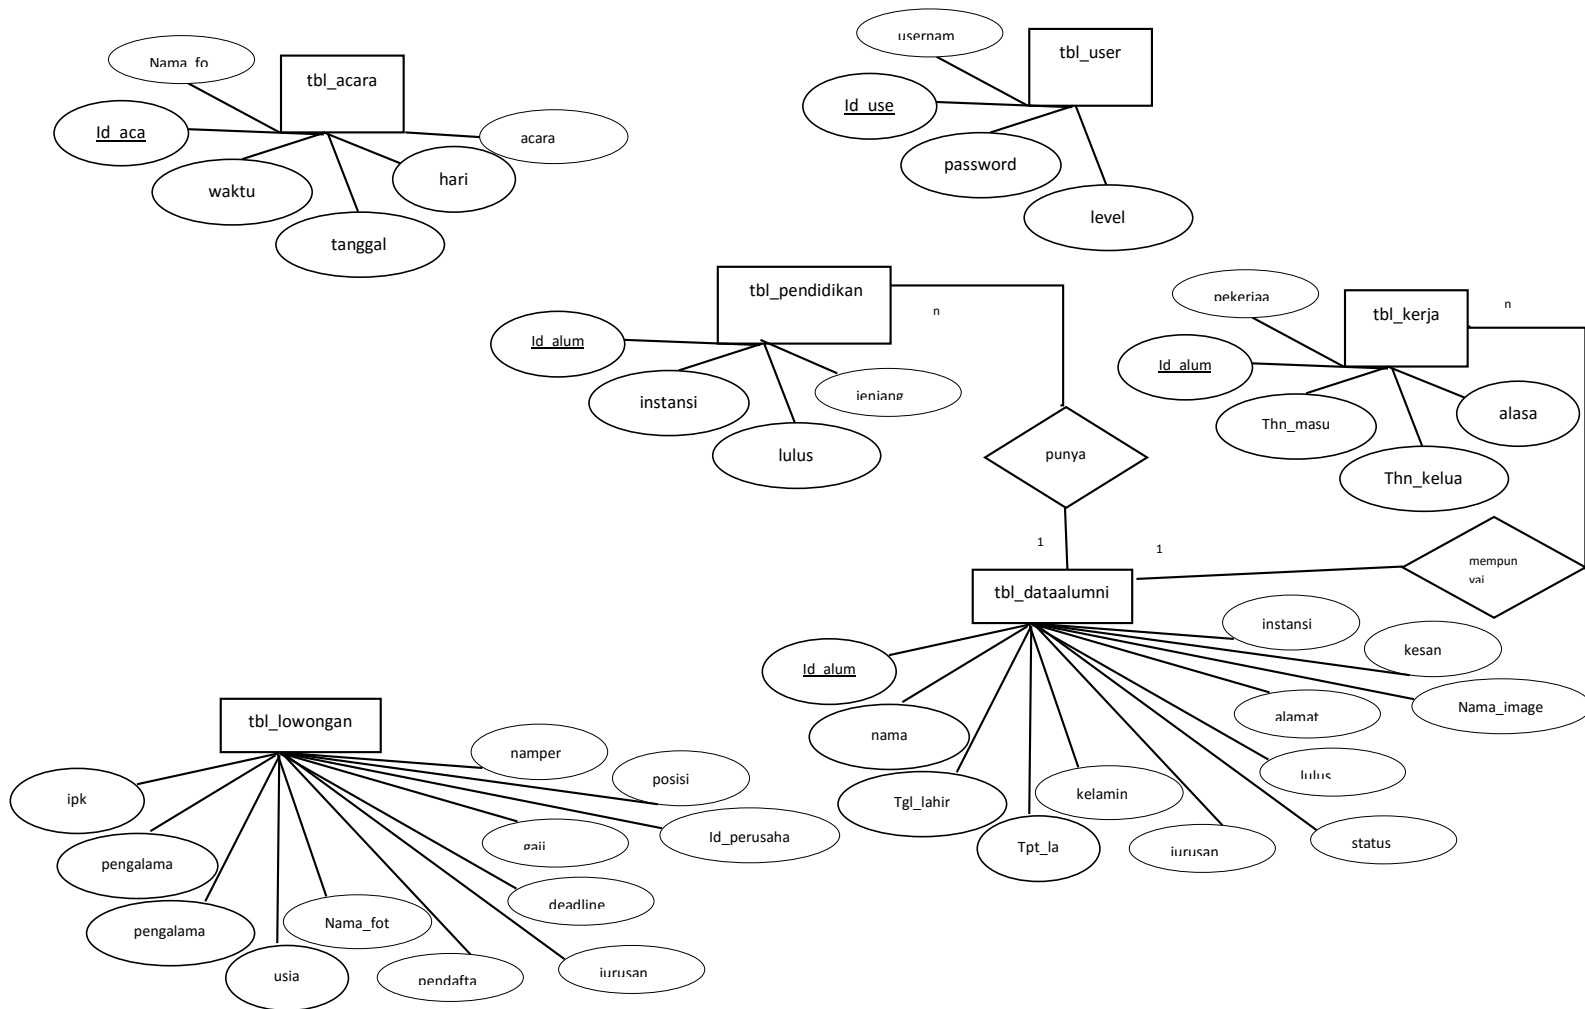 usernam
tbl_user
Nama_fo
tbl_acara
Id_use
Id_aca
acara
password
hari
waktu
level
tanggal
tbl_pendidikan
pekerjaa
n
n
tbl_kerja
Id_alum
Id_alum
jenjang
instansi
alasa
Thn_masu
lulus
punya
Thn_kelua
1
1
mempun
yai
tbl_dataalumni
instansi
kesan
Id_alum
Nama_image
alamat
tbl_lowongan
nama
namper
posisi
lulus
ipk
kelamin
Tgl_lahir
Id_perusaha
gaji
status
Tpt_la
jurusan
pengalama
deadline
Nama_fot
pengalama
usia
pendafta
jurusan